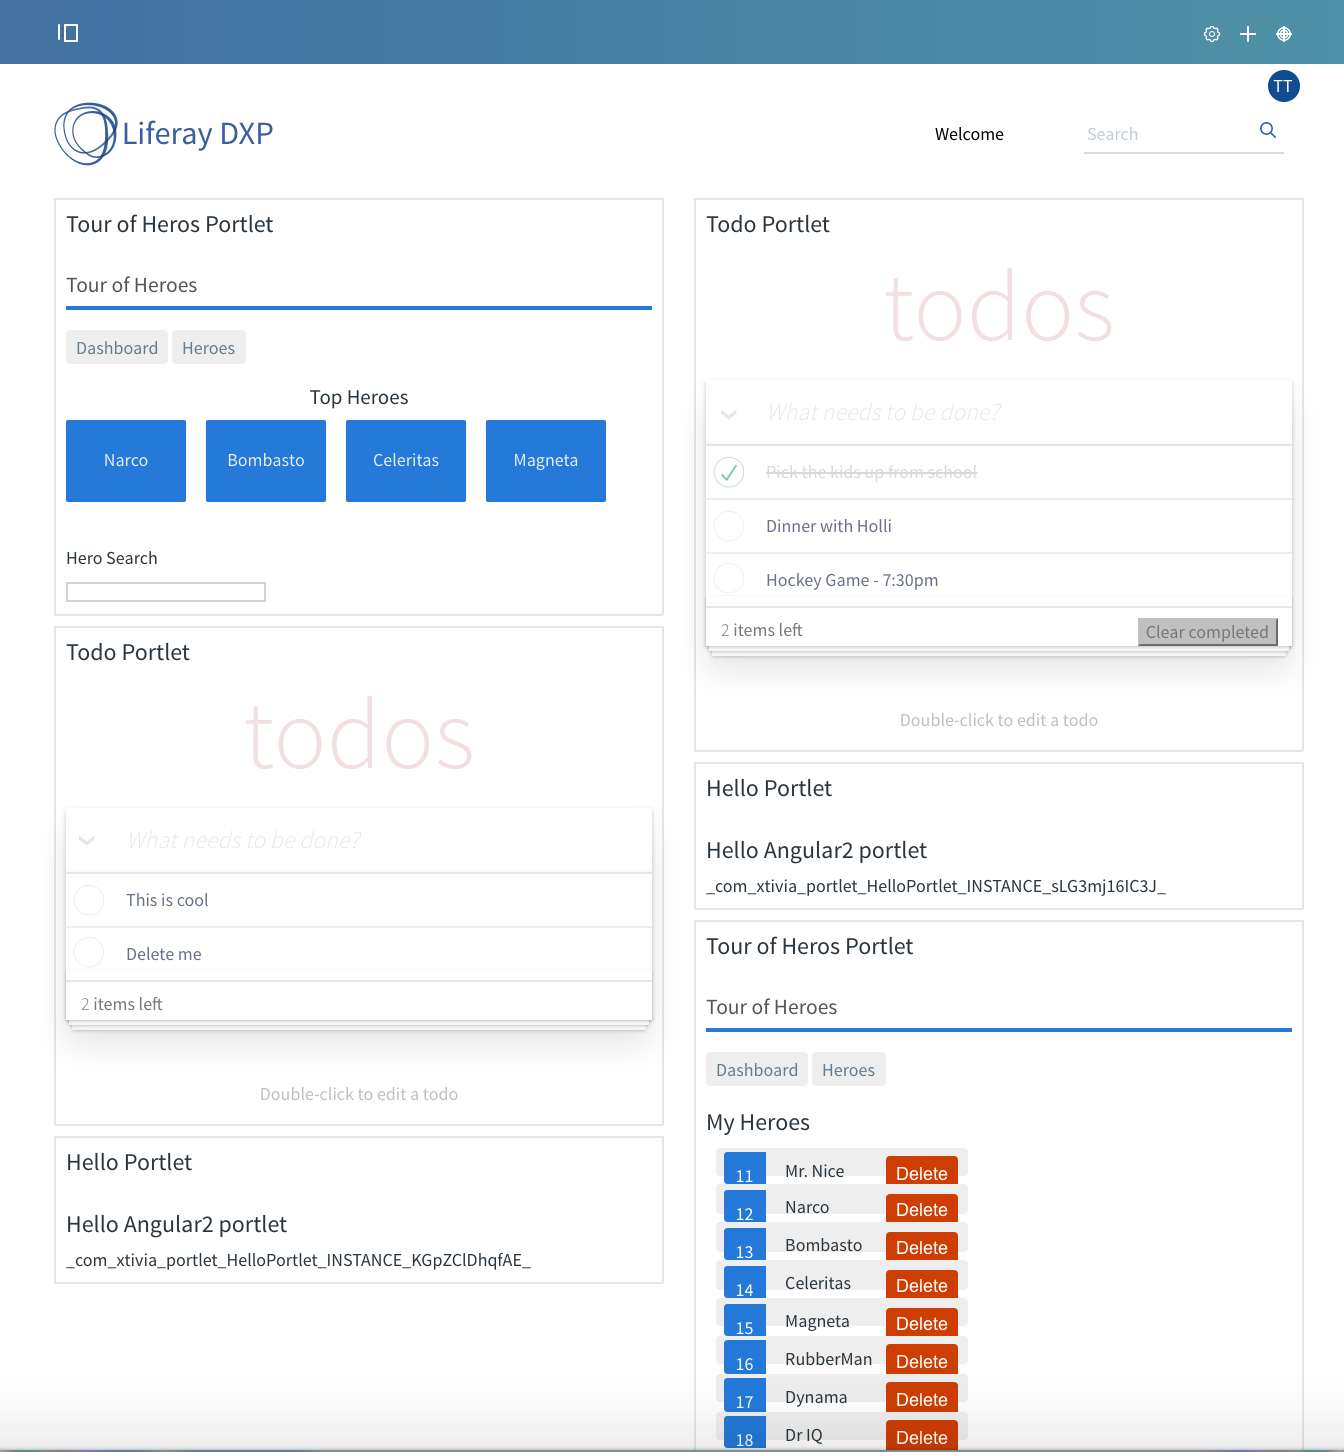 TT
Liferay DXP
Welcome
Search
Tour of Heros Portlet
Tour of Heroes
Dashboard
Heroes
Top Heroes
Narco
Bombasto
Celeritas
Magneta
Hero Search
Todo Portlet
todos
What needs to be done?
This is cool
Delete me
2 items left
Double-click to edit a todo
Hello Portlet
Hello Angular2 portlet
_com_xtivia_portlet_HelloPortlet_INSTANCE_KGpZClDhqfAE_
Todo Portlet
todos
What needs to be done?
Pick the kids up from school
Dinner with Holli
Hockey Game - 7:30pm
2 items left
Clear completed
Double-click to edit a todo
Hello Portlet
Hello Angular2 portlet
_com_xtivia_portlet_HelloPortlet_INSTANCE_sLG3mj16IC3J_
Tour of Heros Portlet
Tour of Heroes
Dashboard
Heroes
My Heroes
11 Mr. Nice Delete
12 Narco Delete
13 Bombasto Delete
14 Celeritas Delete
15 Magneta Delete
16 RubberMan Delete
17 Dynama Delete
18 Dr IQ Delete